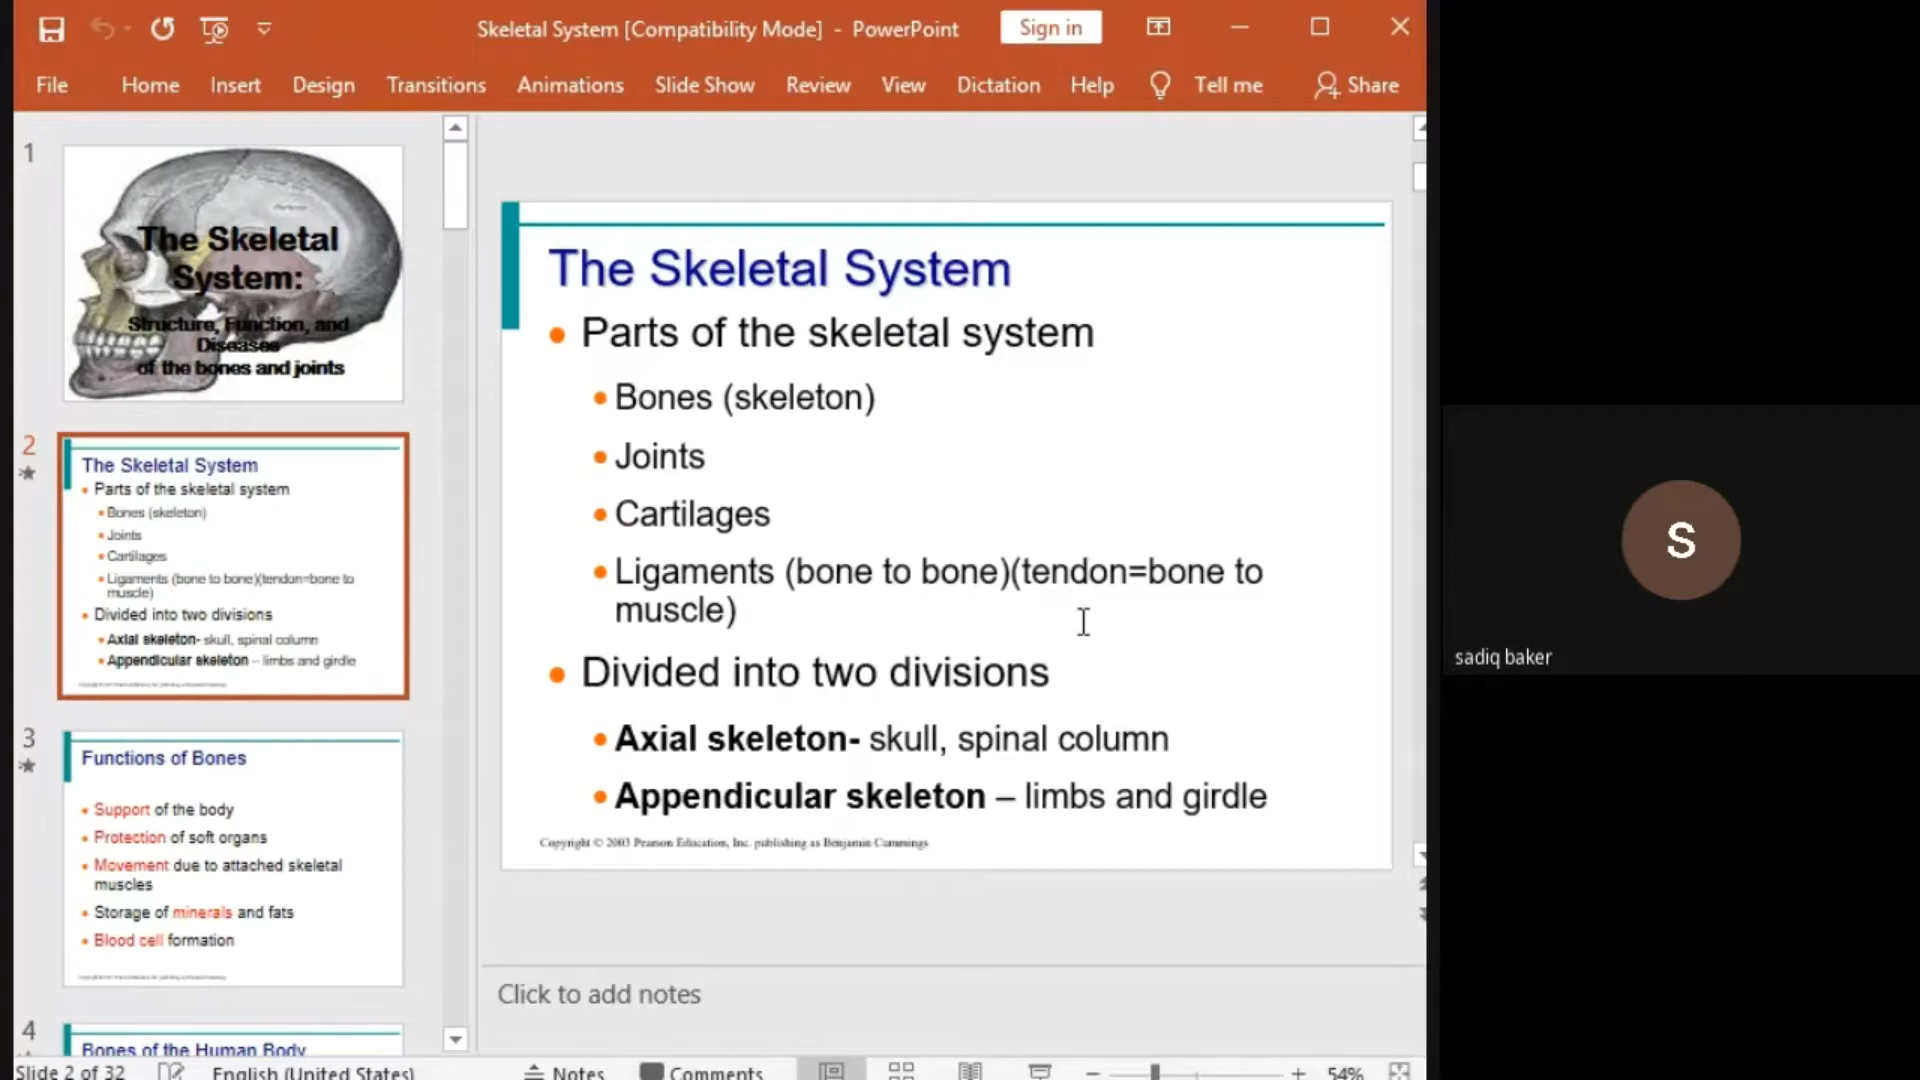 Skeletal System [Compatibility Mode] - PowerPoint
Sign in
File Home Insert Design Transitions Animations Slide Show Review View Dictation Help Tell me Share
1
The Skeletal
System:
Structure, Function, and
Diseases
of the bones and joints
2
The Skeletal System
Parts of the skeletal system
Bones (skeleton)
Joints
Cartilages
Ligaments (bone to bone)(tendon=bone to
muscle)
Divided into two divisions
Axial skeleton- skull, spinal column
Appendicular skeleton – limbs and girdle
3
Functions of Bones
Support of the body
Protection of soft organs
Movement due to attached skeletal
muscles
Storage of minerals and fats
Blood cell formation
4
Bones of the Human Body
The Skeletal System
Parts of the skeletal system
Bones (skeleton)
Joints
Cartilages
Ligaments (bone to bone)(tendon=bone to
muscle)
Divided into two divisions
Axial skeleton- skull, spinal column
Appendicular skeleton – limbs and girdle
Copyright © 2003 Pearson Education, Inc. publishing as Benjamin Cummings
Click to add notes
S
sadiq baker
Slide 2 of 32 English (United States) Notes Comments 54%